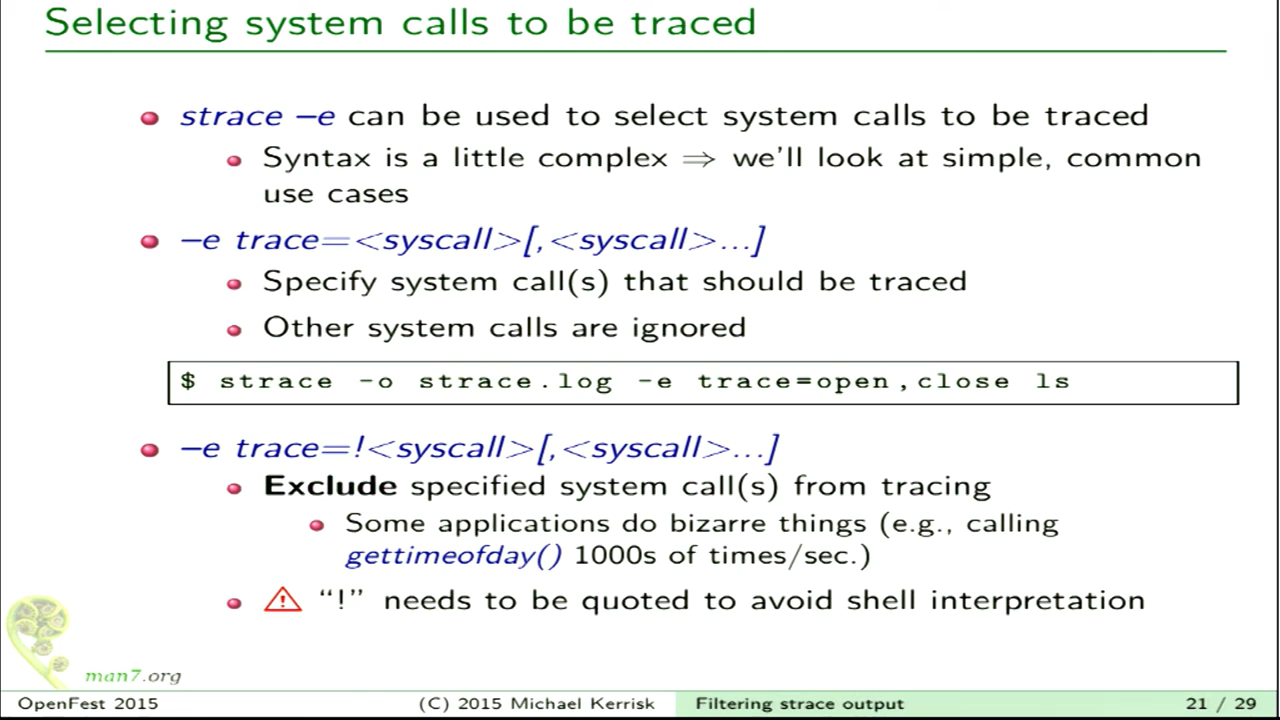 Selecting system calls to be traced
strace –e can be used to select system calls to be traced
Syntax is a little complex ⇒ we'll look at simple, common
use cases
–e trace=<syscall>[,<syscall>...]
Specify system call(s) that should be traced
Other system calls are ignored
$ strace -o strace.log -e trace=open,close ls
–e trace=!<syscall>[,<syscall>...]
Exclude specified system call(s) from tracing
Some applications do bizarre things (e.g., calling
gettimeofday() 1000s of times/sec.)
⚠ “!” needs to be quoted to avoid shell interpretation
man7.org
OpenFest 2015 (C) 2015 Michael Kerrisk Filtering strace output 21 / 29